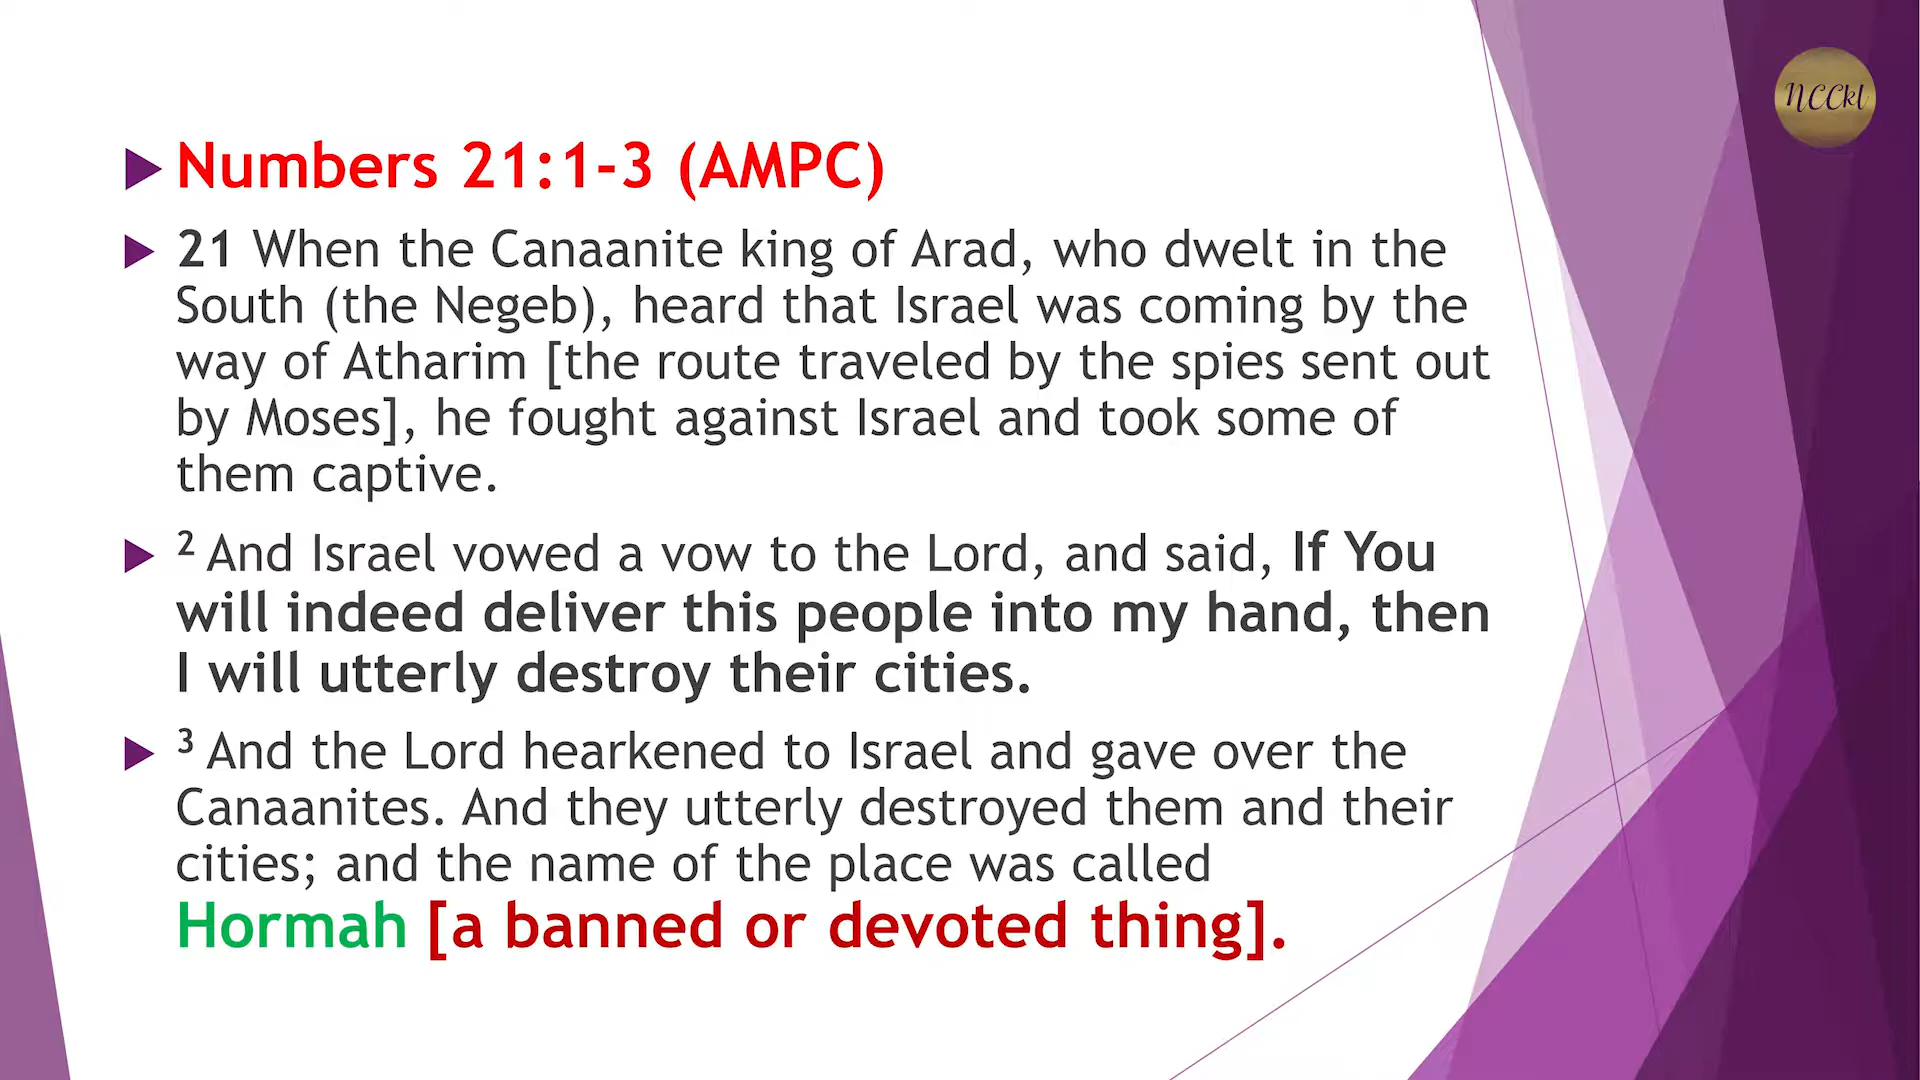 NCCkl
Numbers 21:1-3 (AMPC)
21 When the Canaanite king of Arad, who dwelt in the
South (the Negeb), heard that Israel was coming by the
way of Atharim [the route traveled by the spies sent out
by Moses], he fought against Israel and took some of
them captive.
2 And Israel vowed a vow to the Lord, and said, If You
will indeed deliver this people into my hand, then
I will utterly destroy their cities.
3 And the Lord hearkened to Israel and gave over the
Canaanites. And they utterly destroyed them and their
cities; and the name of the place was called
Hormah [a banned or devoted thing].